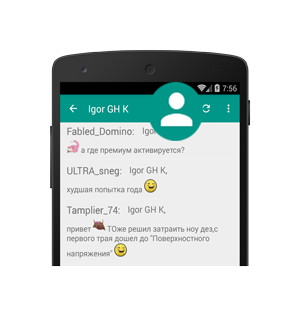 7:56
Igor GH K
Fabled_Domino: Igor
а где премиум активируется?
ULTRA_sneg: Igor GH K,
худшая попытка года
Tamplier_74: Igor GH K,
привет ТОже решил затраить ноу дез,с
первого трая дошел до "Поверхностного
напряжения"